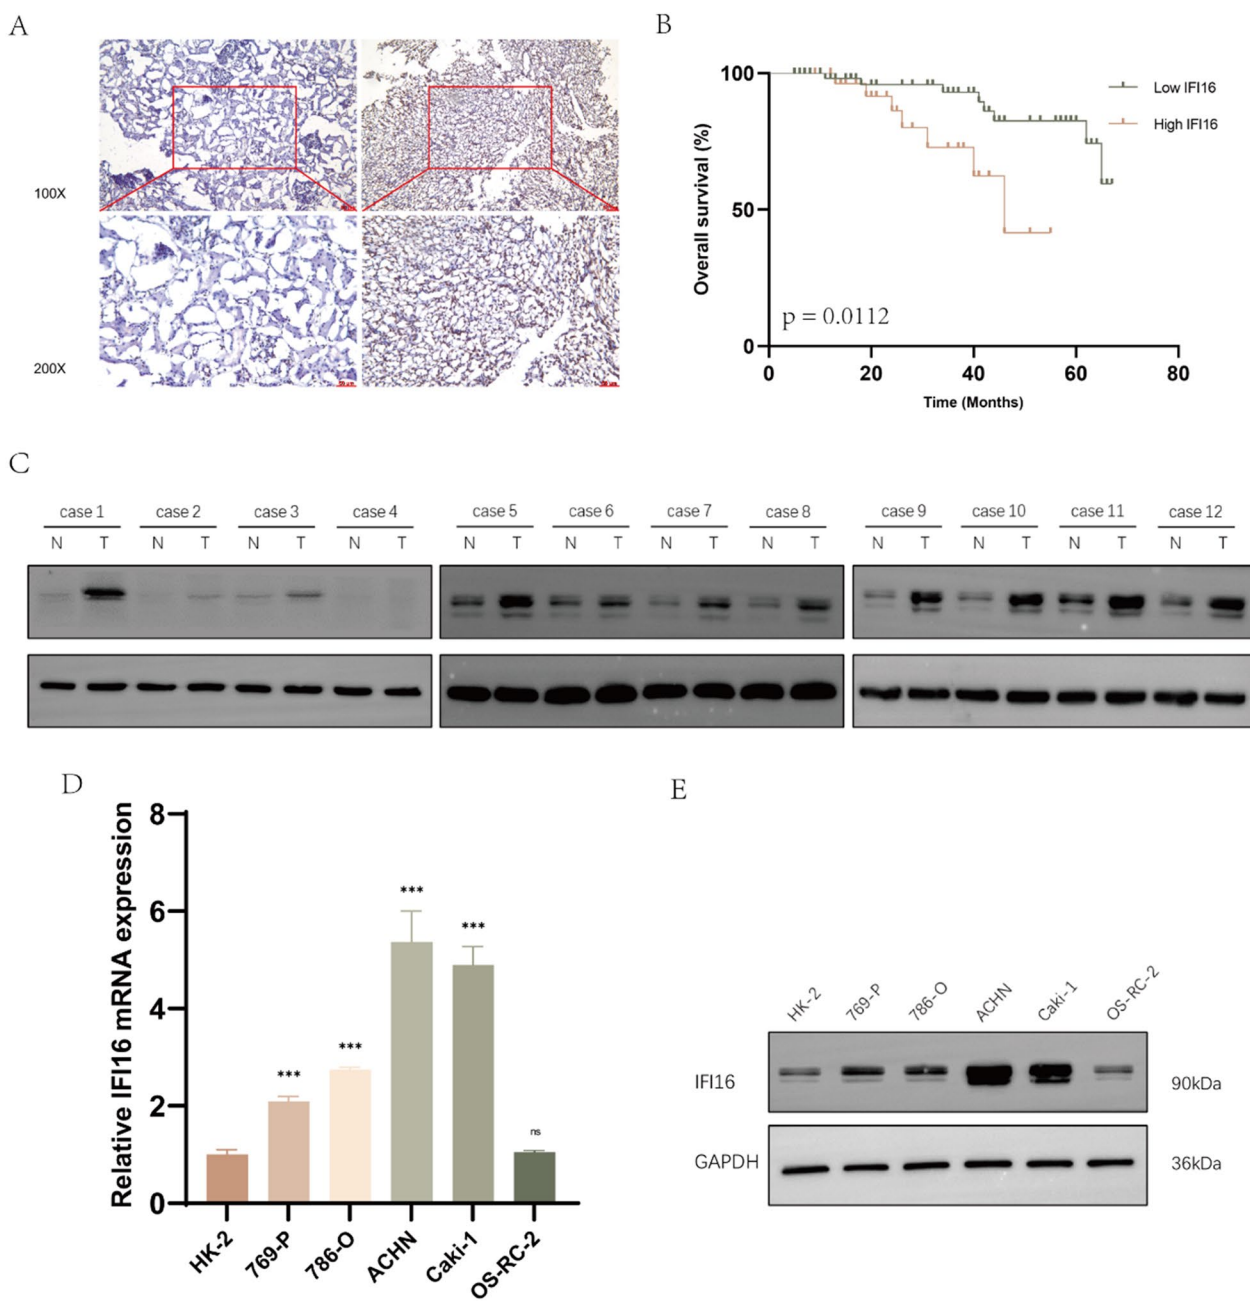 A
100X
200X
B
100
50
0
0 20 40 60 80
Overall survival (%)
Time (Months)
p = 0.0112
Low IFI16
High IFI16
C
case 1 case 2 case 3 case 4 case 5 case 6 case 7 case 8 case 9 case 10 case 11 case 12
N T N T N T N T N T N T N T N T N T N T N T N T
D
Relative IFI16 mRNA expression
8
6
4
2
0
*** *** *** *** ns
HK-2 769-P 786-O ACHN Caki-1 OS-RC-2
E
HK-2 769-P 786-O ACHN Caki-1 OS-RC-2
IFI16 90kDa
GAPDH 36kDa